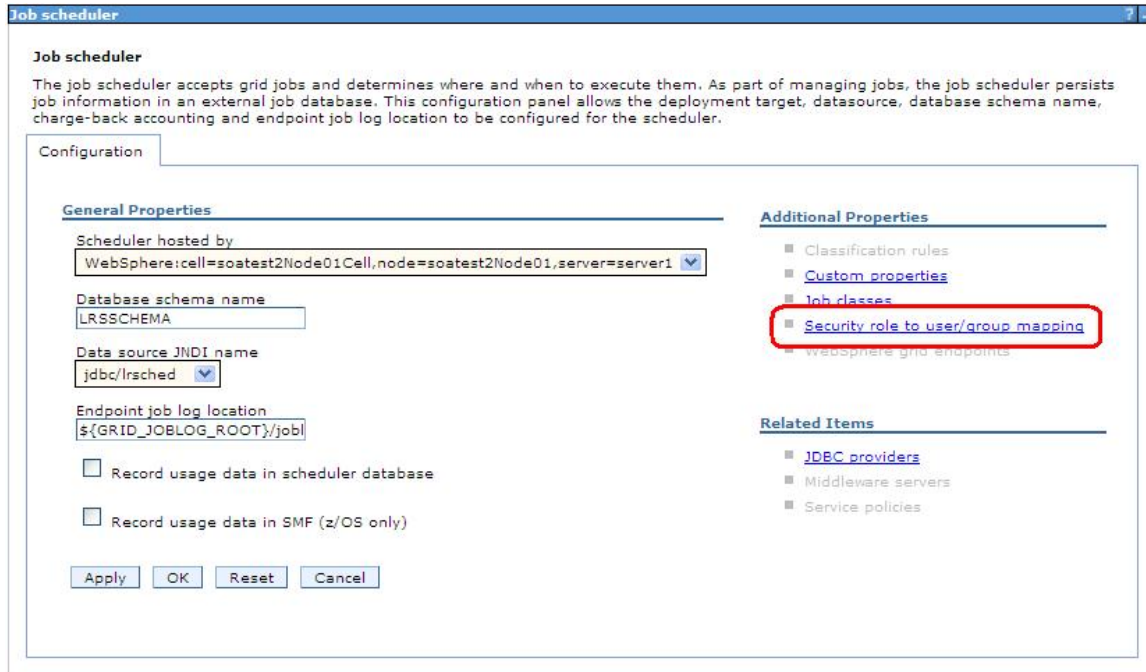 Job scheduler
?
Job scheduler
The job scheduler accepts grid jobs and determines where and when to execute them. As part of managing jobs, the job scheduler persists
job information in an external job database. This configuration panel allows the deployment target, datasource, database schema name,
charge-back accounting and endpoint job log location to be configured for the scheduler.
Configuration
General Properties
Scheduler hosted by
WebSphere:cell=soatest2Node01Cell,node=soatest2Node01,server=server1
Database schema name
LRSSCHEMA
Data source JNDI name
jdbc/lrsched
Endpoint job log location
${GRID_JOBLOG_ROOT}/jobl
Record usage data in scheduler database
Record usage data in SMF (z/OS only)
Apply OK Reset Cancel
Additional Properties
Classification rules
Custom properties
Job classes
Security role to user/group mapping
WebSphere grid endpoints
Related Items
JDBC providers
Middleware servers
Service policies